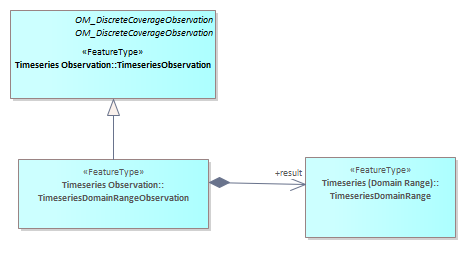 OM_DiscreteCoverageObservation
OM_DiscreteCoverageObservation
«FeatureType»
Timeseries Observation::TimeseriesObservation
«FeatureType»
Timeseries Observation::
TimeseriesDomainRangeObservation
+result
«FeatureType»
Timeseries (Domain Range)::
TimeseriesDomainRange